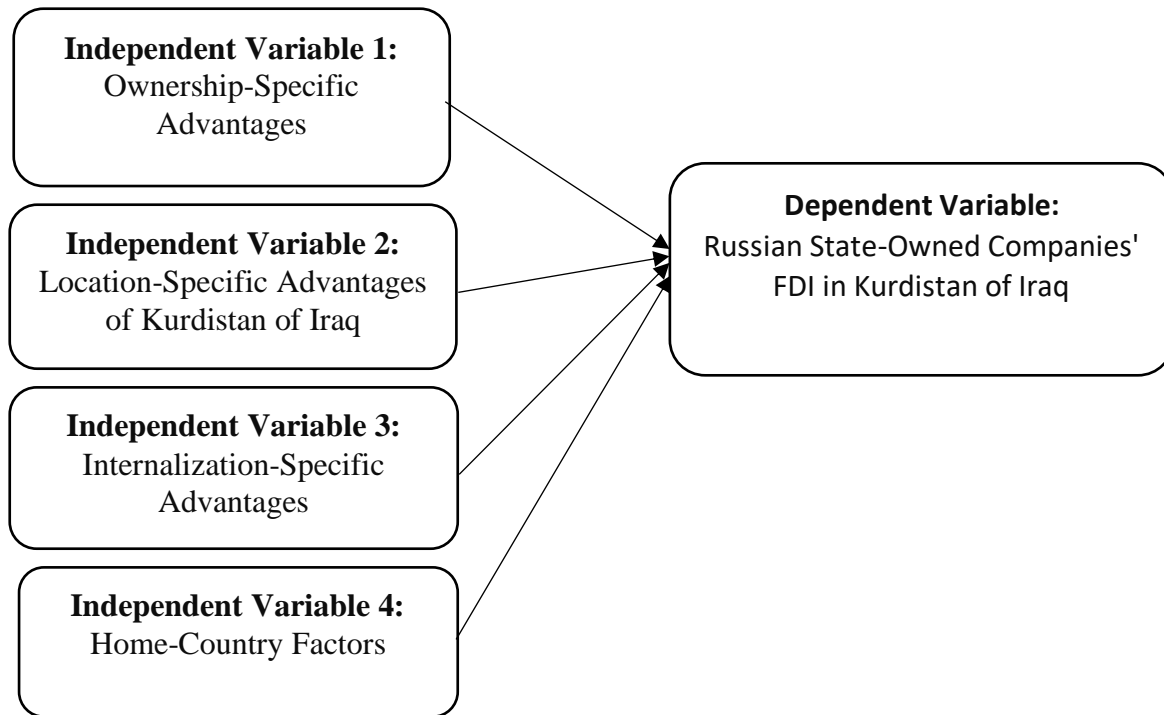 Independent Variable 1:
Ownership-Specific
Advantages
Independent Variable 2:
Location-Specific Advantages
of Kurdistan of Iraq
Independent Variable 3:
Internalization-Specific
Advantages
Independent Variable 4:
Home-Country Factors
Dependent Variable:
Russian State-Owned Companies'
FDI in Kurdistan of Iraq